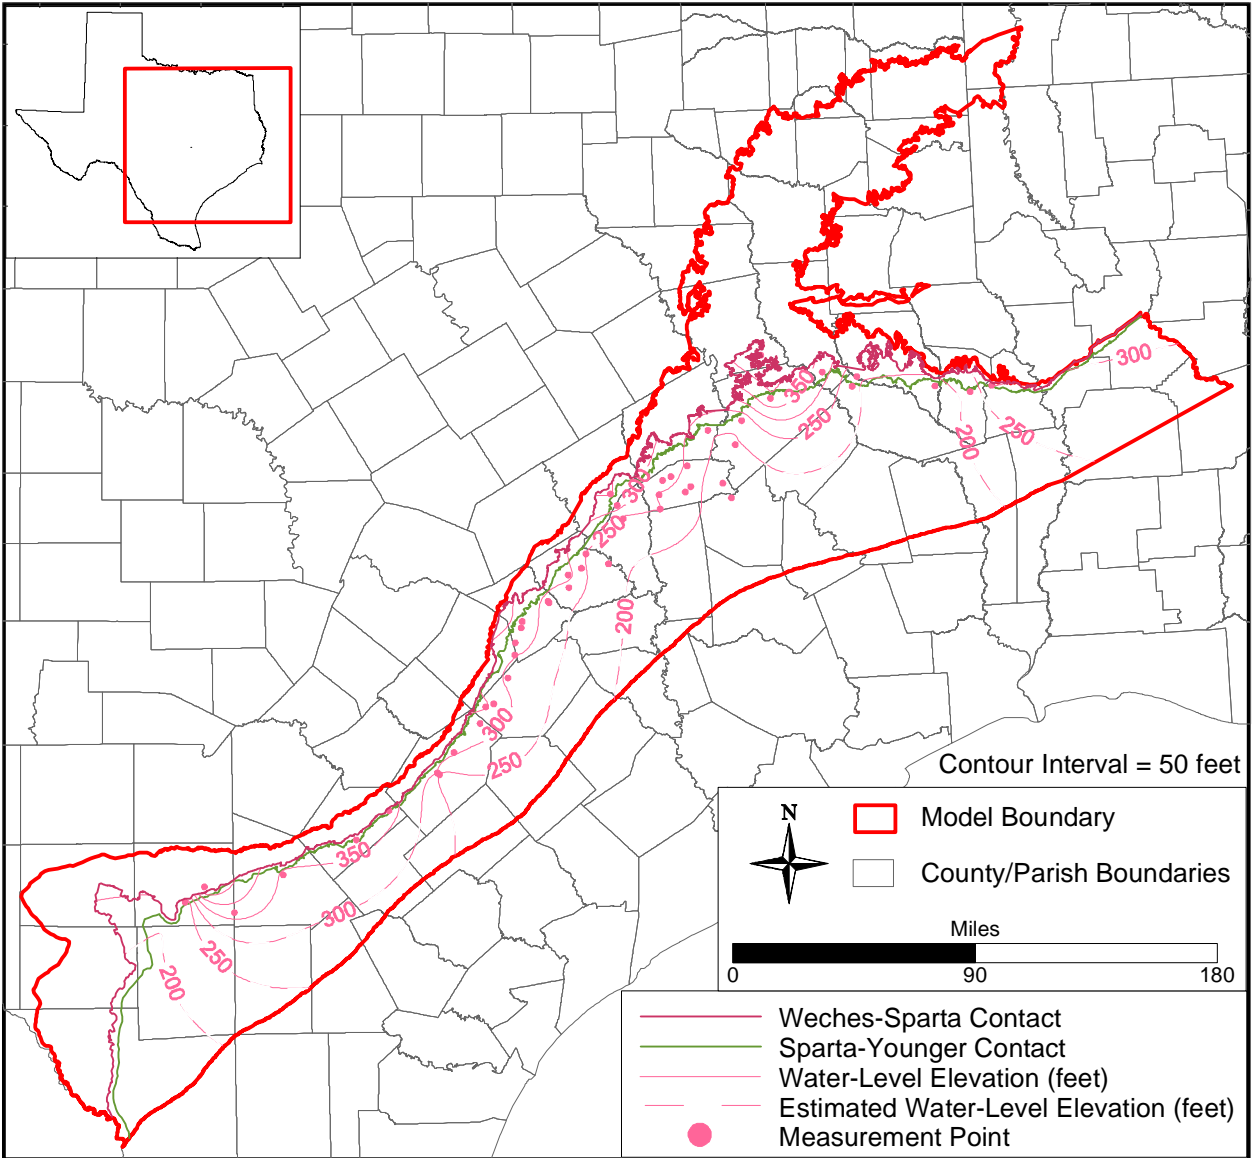 300
350
250
200
250
300
250
200
300
250
350
300
250
200
Contour Interval = 50 feet
N
Model Boundary
County/Parish Boundaries
Miles
0 90 180
Weches-Sparta Contact
Sparta-Younger Contact
Water-Level Elevation (feet)
Estimated Water-Level Elevation (feet)
Measurement Point